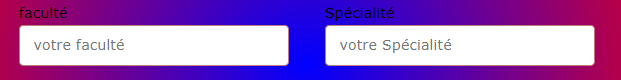 faculté
Spécialité
votre faculté
votre Spécialité